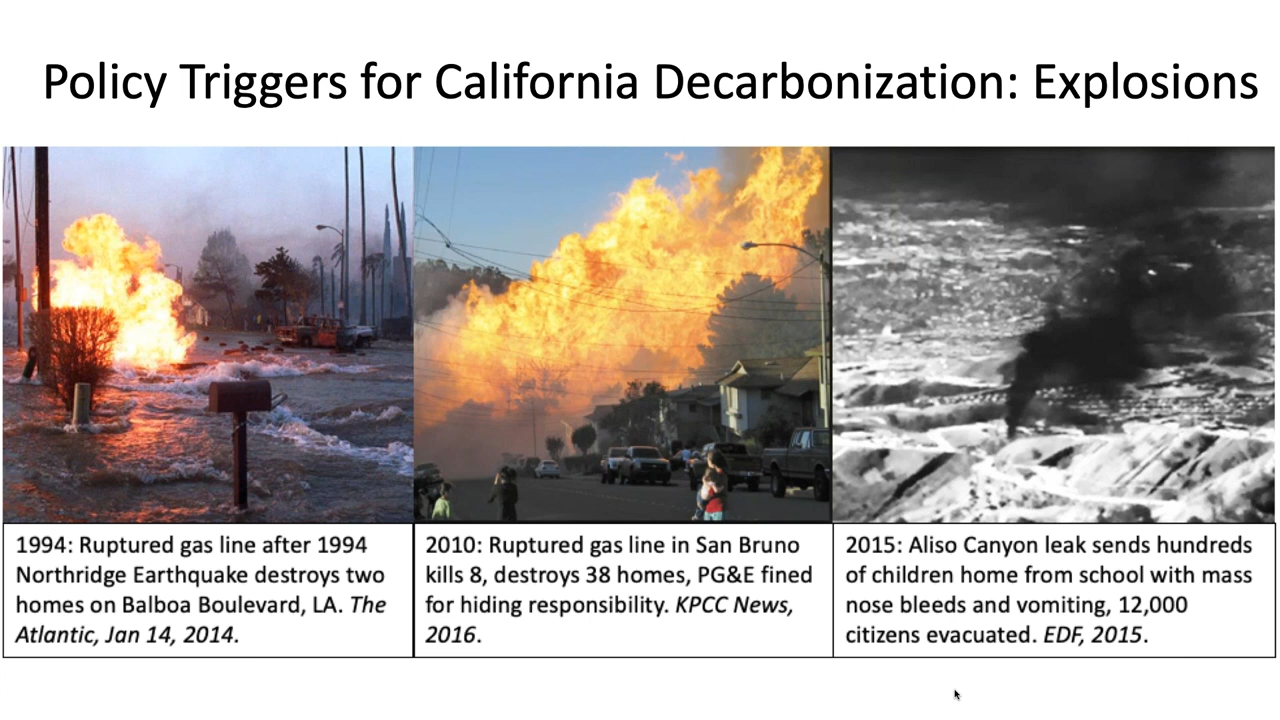 Policy Triggers for California Decarbonization: Explosions
1994: Ruptured gas line after 1994
Northridge Earthquake destroys two
homes on Balboa Boulevard, LA. The
Atlantic, Jan 14, 2014.
2010: Ruptured gas line in San Bruno
kills 8, destroys 38 homes, PG&E fined
for hiding responsibility. KPCC News,
2016.
2015: Aliso Canyon leak sends hundreds
of children home from school with mass
nose bleeds and vomiting, 12,000
citizens evacuated. EDF, 2015.